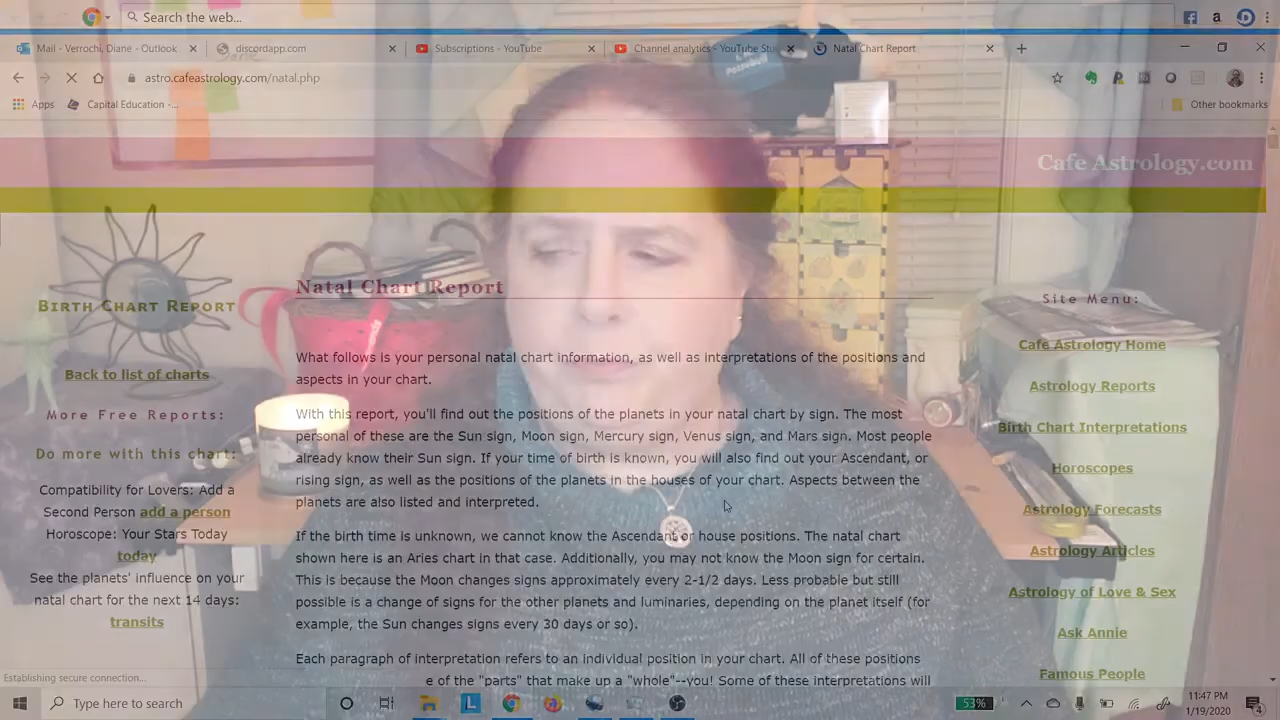 Search the web...
Mail - Verrochi, Diane - Outlook
discordapp.com
Subscriptions - YouTube
Channel analytics - YouTube Stu
Natal Chart Report
astro.cafeastrology.com/natal.php
Apps
Capital Education -...
Other bookmarks
Cafe Astrology.com
BIRTH CHART REPORT
Back to list of charts
More Free Reports:
Do more with this chart:
Compatibility for Lovers: Add a
Second Person add a person
Horoscope: Your Stars Today
today
See the planets' influence on your
natal chart for the next 14 days:
transits
Natal Chart Report
What follows is your personal natal chart information, as well as interpretations of the positions and
aspects in your chart.
With this report, you'll find out the positions of the planets in your natal chart by sign. The most
personal of these are the Sun sign, Moon sign, Mercury sign, Venus sign, and Mars sign. Most people
already know their Sun sign. If your time of birth is known, you will also find out your Ascendant, or
rising sign, as well as the positions of the planets in the houses of your chart. Aspects between the
planets are also listed and interpreted.
If the birth time is unknown, we cannot know the Ascendant or house positions. The natal chart
shown here is an Aries chart in that case. Additionally, you may not know the Moon sign for certain.
This is because the Moon changes signs approximately every 2-1/2 days. Less probable but still
possible is a change of signs for the other planets and luminaries, depending on the planet itself (for
example, the Sun changes signs every 30 days or so).
Each paragraph of interpretation refers to an individual position in your chart. All of these positions
e of the "parts" that make up a "whole"--you! Some of these interpretations will
Site Menu:
Cafe Astrology Home
Astrology Reports
Birth Chart Interpretations
Horoscopes
Astrology Forecasts
Astrology Articles
Astrology of Love & Sex
Ask Annie
Famous People
Establishing secure connection...
Type here to search
53%
11:47 PM
1/19/2020
4